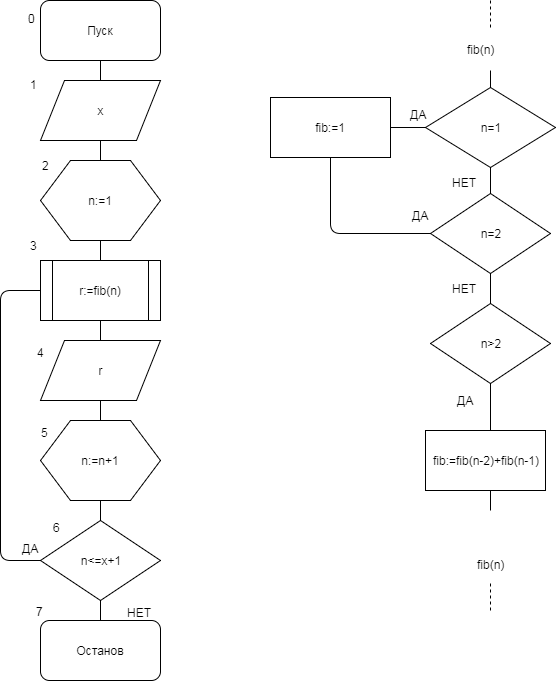 0
Пуск
1
x
2
n:=1
3
r:=fib(n)
4
r
5
n:=n+1
6
ДА
n<=x+1
7
НЕТ
Останов
fib(n)
fib:=1
ДА
n=1
НЕТ
ДА
n=2
НЕТ
n>2
ДА
fib:=fib(n-2)+fib(n-1)
fib(n)